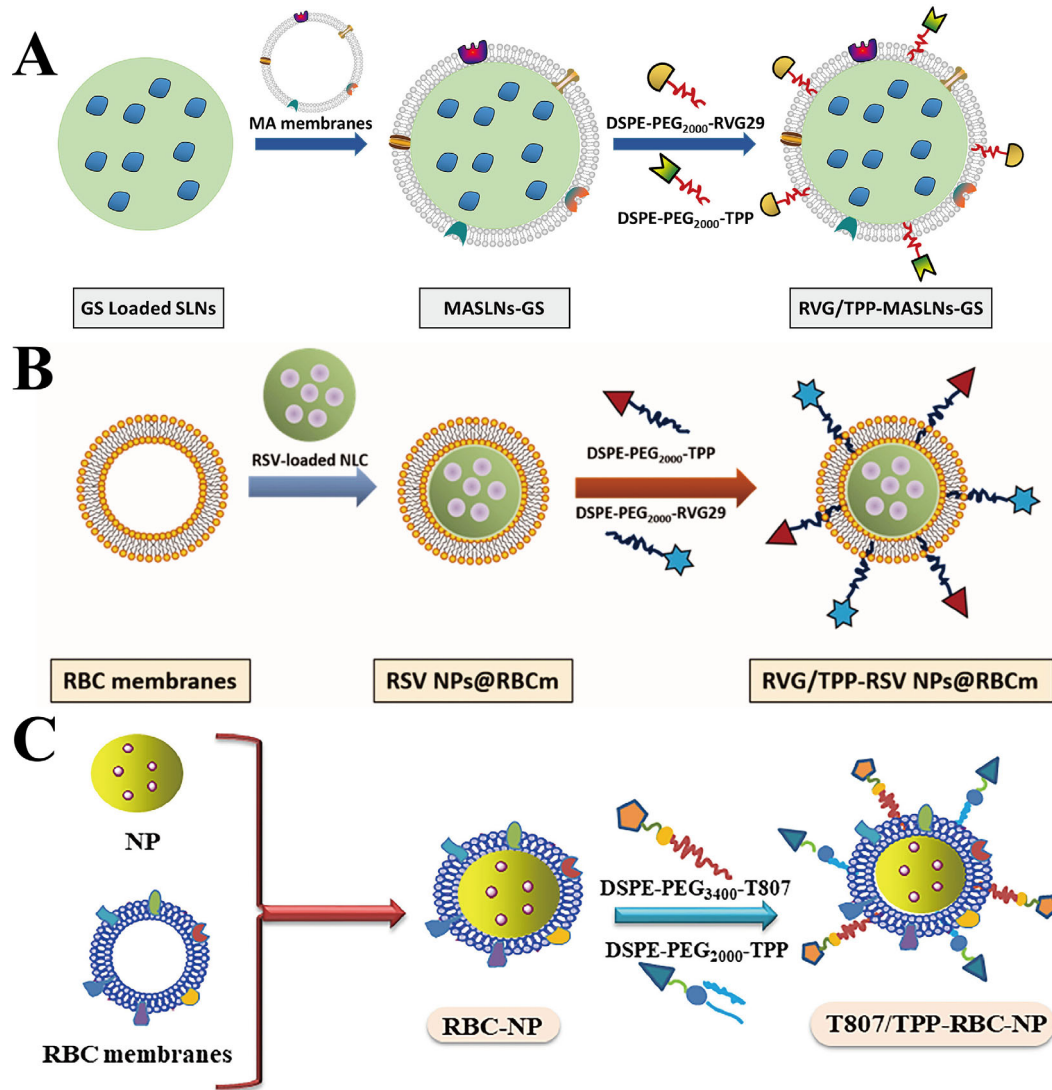 A
MA membranes
DSPE-PEG2000-RVG29
DSPE-PEG2000-TPP
GS Loaded SLNs
MASLNs-GS
RVG/TPP-MASLNs-GS
B
RSV-loaded NLC
DSPE-PEG2000-TPP
DSPE-PEG2000-RVG29
RBC membranes
RSV NPs@RBCm
RVG/TPP-RSV NPs@RBCm
C
NP
DSPE-PEG3400-T807
DSPE-PEG2000-TPP
RBC membranes
RBC-NP
T807/TPP-RBC-NP